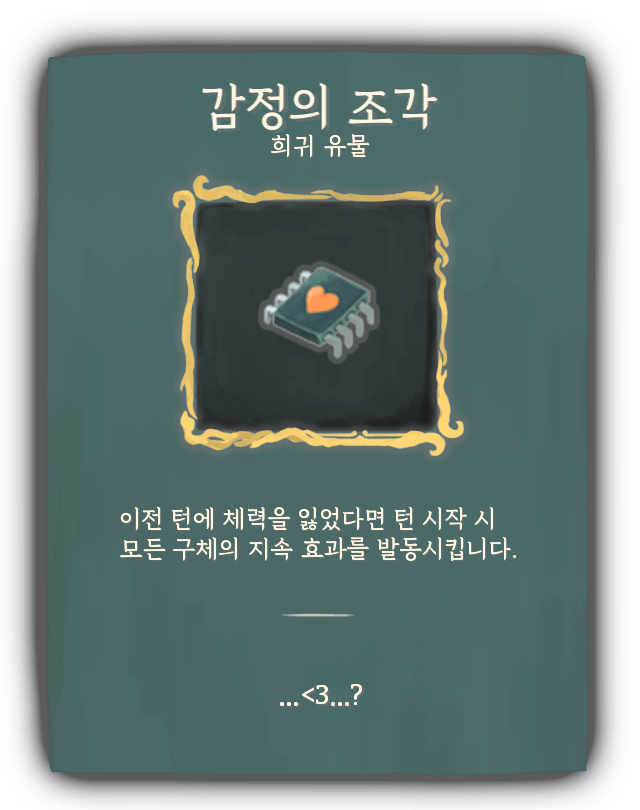 감정의 조각
희귀 유물
이전 턴에 체력을 잃었다면 턴 시작 시
모든 구체의 지속 효과를 발동시킵니다.
...<3...?